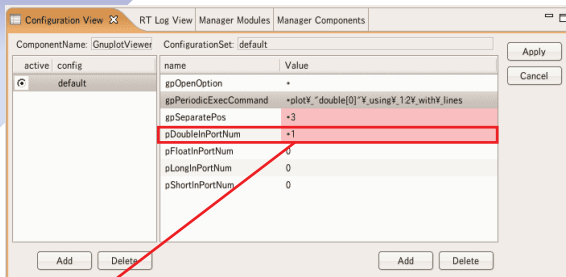 Configuration View RT Log View Manager Modules Manager Components
ComponentName: GnuplotViewer ConfigurationSet: default
Apply
Cancel
active config
default
name Value
gpOpenOption *
gpPeriodicExecCommand *plot¥_"double[0]"¥_using¥_1:2¥_with¥_lines
gpSeparatePos *3
pDoubleInPortNum *1
pFloatInPortNum 0
pLongInPortNum 0
pShortInPortNum 0
Add Delete Add Delete